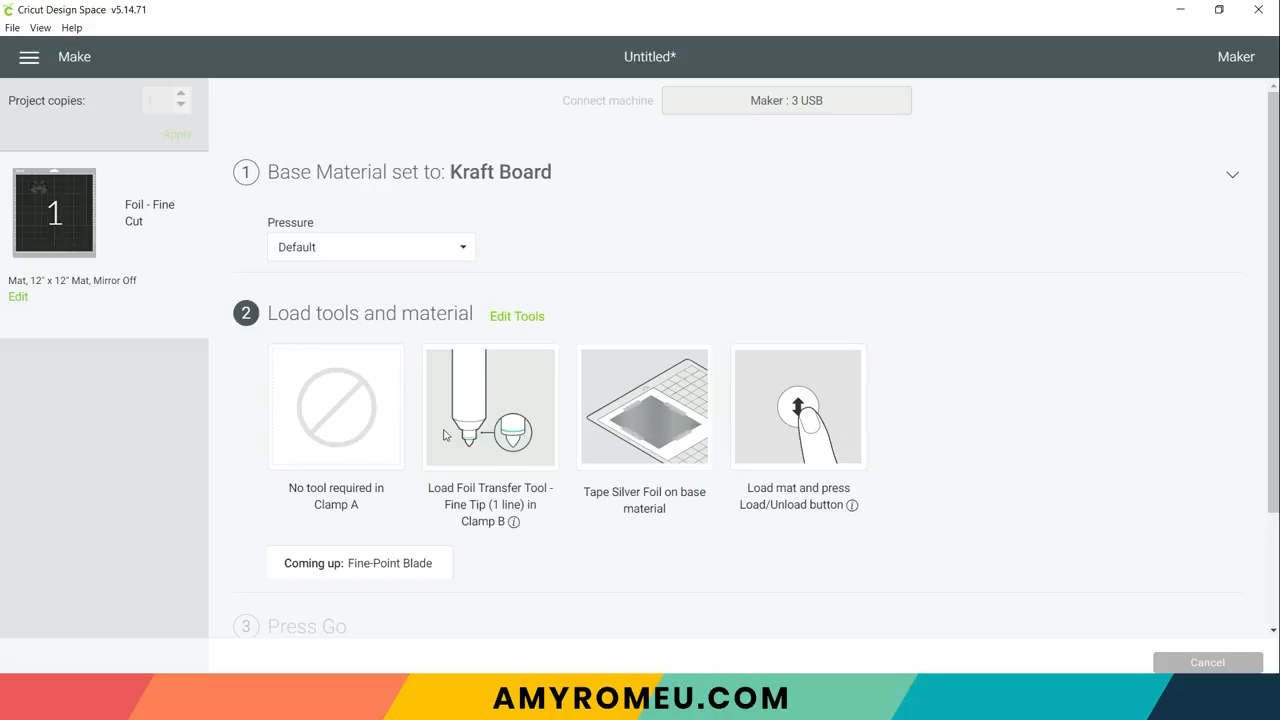 Cricut Design Space v5.14.71
File View Help
Make
Untitled*
Maker
Project copies:
1
Apply
Connect machine
Maker : 3 USB
1
Foil - Fine
Cut
Mat, 12" x 12" Mat, Mirror Off
Edit
1 Base Material set to: Kraft Board
Pressure
Default
2 Load tools and material Edit Tools
No tool required in
Clamp A
Load Foil Transfer Tool -
Fine Tip (1 line) in
Clamp B
Tape Silver Foil on base
material
Load mat and press
Load/Unload button
Coming up: Fine-Point Blade
3 Press Go
Cancel
AMYROMEU.COM